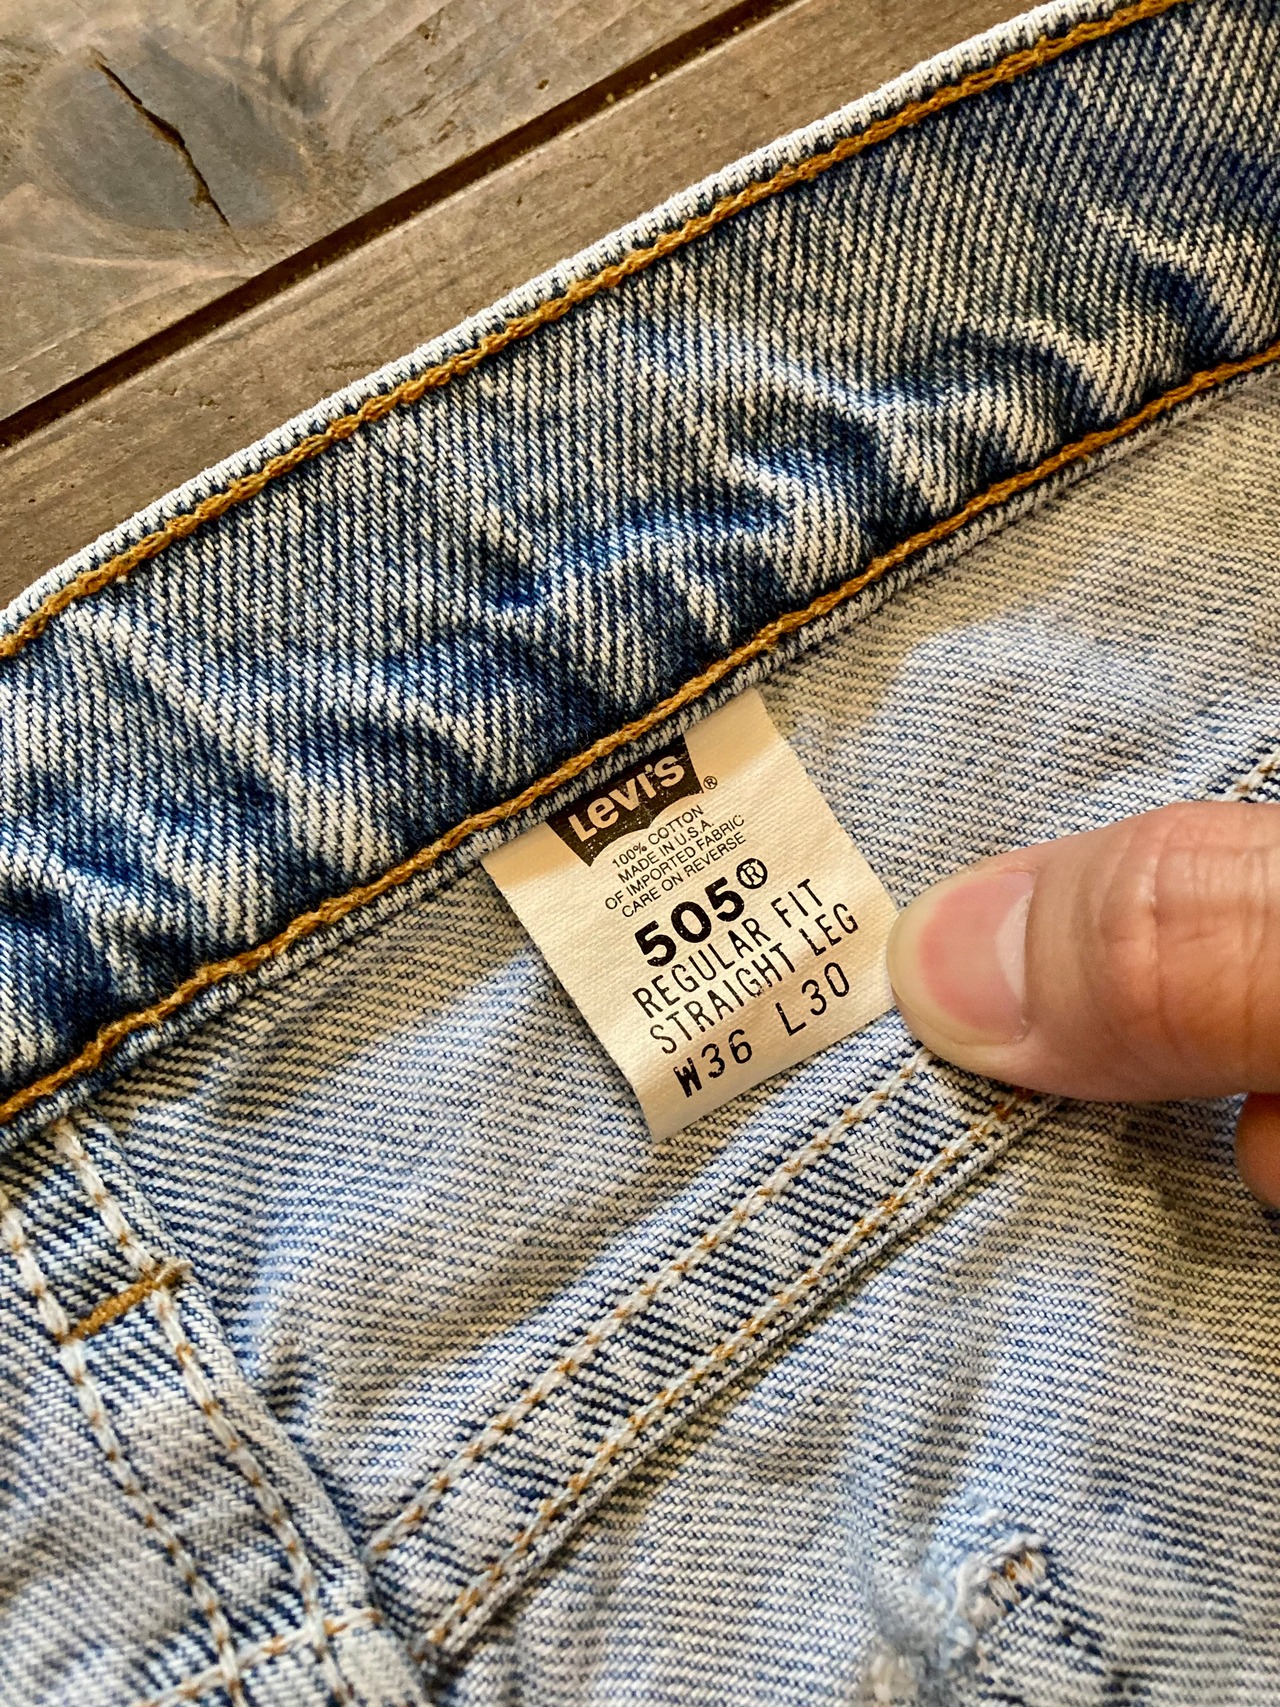 Levi's®
100% COTTON
MADE IN U.S.A
OF IMPORTED FABRIC
CARE ON REVERSE
505®
REGULAR FIT
STRAIGHT LEG
W36 L30